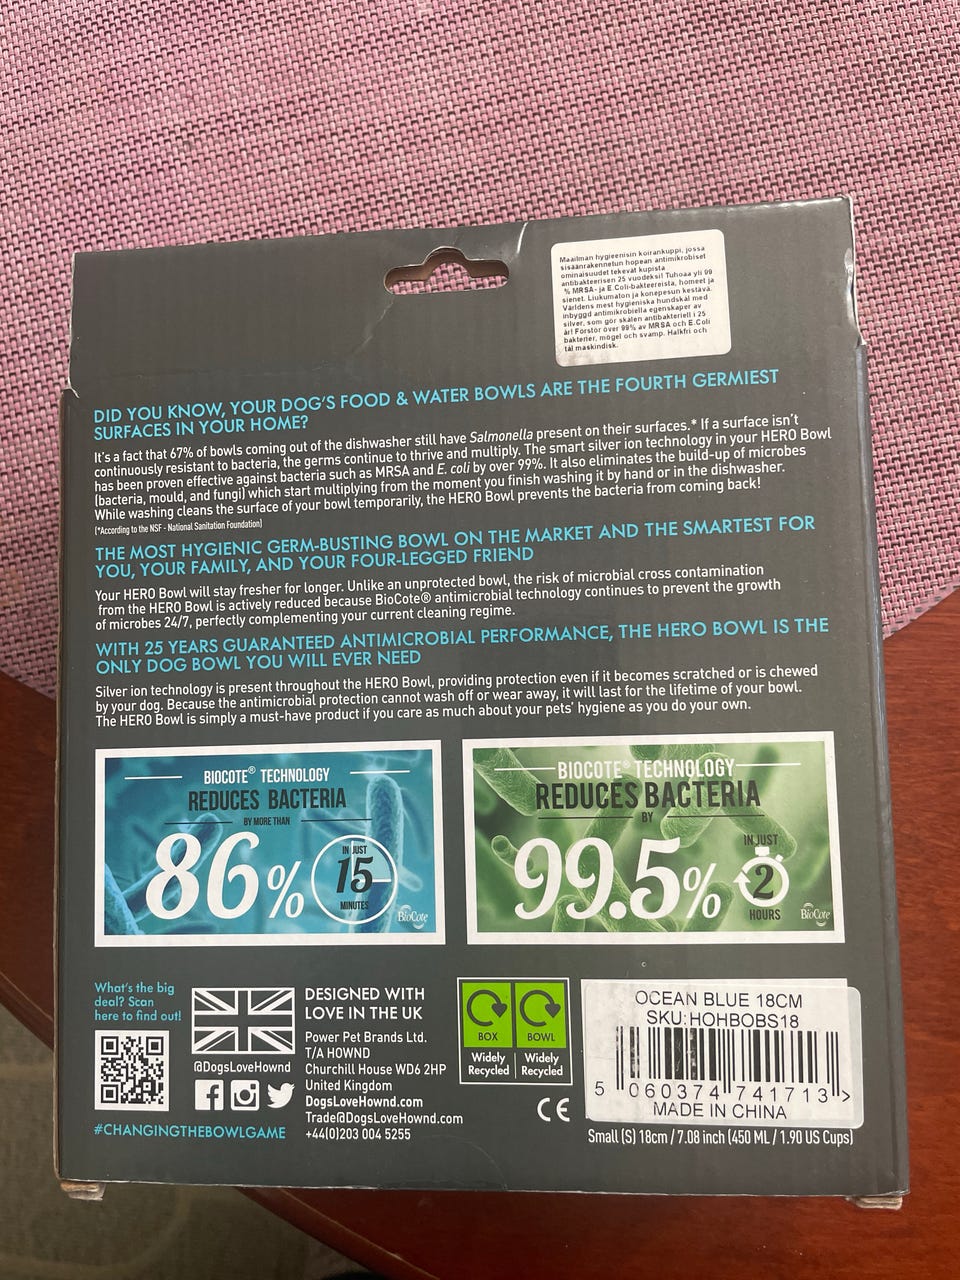 Maailman hygieenisin koirankuppi, jossa
sisäänrakennetun hopean antimikrobiset
ominaisuudet tekevät kupista
antibakteerisen 25 vuodeksi! Tuhoaa yli 99
% MRSA- ja E.Coli-bakteereista, homeet ja
sienet. Liukumaton ja konepesun kestävä.
Världens mest hygieniska hundskål med
inbyggd antimikrobiella egenskaper av
silver, som gör skålen antibakteriell i 25
år! Förstör över 99% av MRSA och E.Coli
bakterier, mögel och svamp. Halkfri och
tål maskindisk.
DID YOU KNOW, YOUR DOG'S FOOD & WATER BOWLS ARE THE FOURTH GERMIEST
SURFACES IN YOUR HOME?
It's a fact that 67% of bowls coming out of the dishwasher still have Salmonella present on their surfaces.* If a surface isn't
continuously resistant to bacteria, the germs continue to thrive and multiply. The smart silver ion technology in your HERO Bowl
has been proven effective against bacteria such as MRSA and E. coli by over 99%. It also eliminates the build-up of microbes
(bacteria, mould, and fungi) which start multiplying from the moment you finish washing it by hand or in the dishwasher.
While washing cleans the surface of your bowl temporarily, the HERO Bowl prevents the bacteria from coming back!
(*According to the NSF - National Sanitation Foundation)
THE MOST HYGIENIC GERM-BUSTING BOWL ON THE MARKET AND THE SMARTEST FOR
YOU, YOUR FAMILY, AND YOUR FOUR-LEGGED FRIEND
Your HERO Bowl will stay fresher for longer. Unlike an unprotected bowl, the risk of microbial cross contamination
from the HERO Bowl is actively reduced because BioCote® antimicrobial technology continues to prevent the growth
of microbes 24/7, perfectly complementing your current cleaning regime.
WITH 25 YEARS GUARANTEED ANTIMICROBIAL PERFORMANCE, THE HERO BOWL IS THE
ONLY DOG BOWL YOU WILL EVER NEED
Silver ion technology is present throughout the HERO Bowl, providing protection even if it becomes scratched or is chewed
by your dog. Because the antimicrobial protection cannot wash off or wear away, it will last for the lifetime of your bowl.
The HERO Bowl is simply a must-have product if you care as much about your pets' hygiene as you do your own.
BIOCOTE® TECHNOLOGY
REDUCES BACTERIA
BY MORE THAN
86%
IN JUST
15
MINUTES
BioCote
BIOCOTE® TECHNOLOGY
REDUCES BACTERIA
BY
99.5%
IN JUST
2
HOURS
BioCote
What's the big
deal? Scan
here to find out!
#CHANGINGTHEBOWLGAME
@DogsLoveHownd
DESIGNED WITH
LOVE IN THE UK
Power Pet Brands Ltd.
T/A HOWND
Churchill House WD6 2HP
United Kingdom
DogsLoveHownd.com
Trade@DogsLoveHownd.com
+44(0)203 004 5255
BOX
BOWL
Widely
Recycled
Widely
Recycled
CE
OCEAN BLUE 18CM
SKU:HOHBOBS18
5 060374 741713 >
MADE IN CHINA
Small (S) 18cm / 7.08 inch (450 ML / 1.90 US Cups)